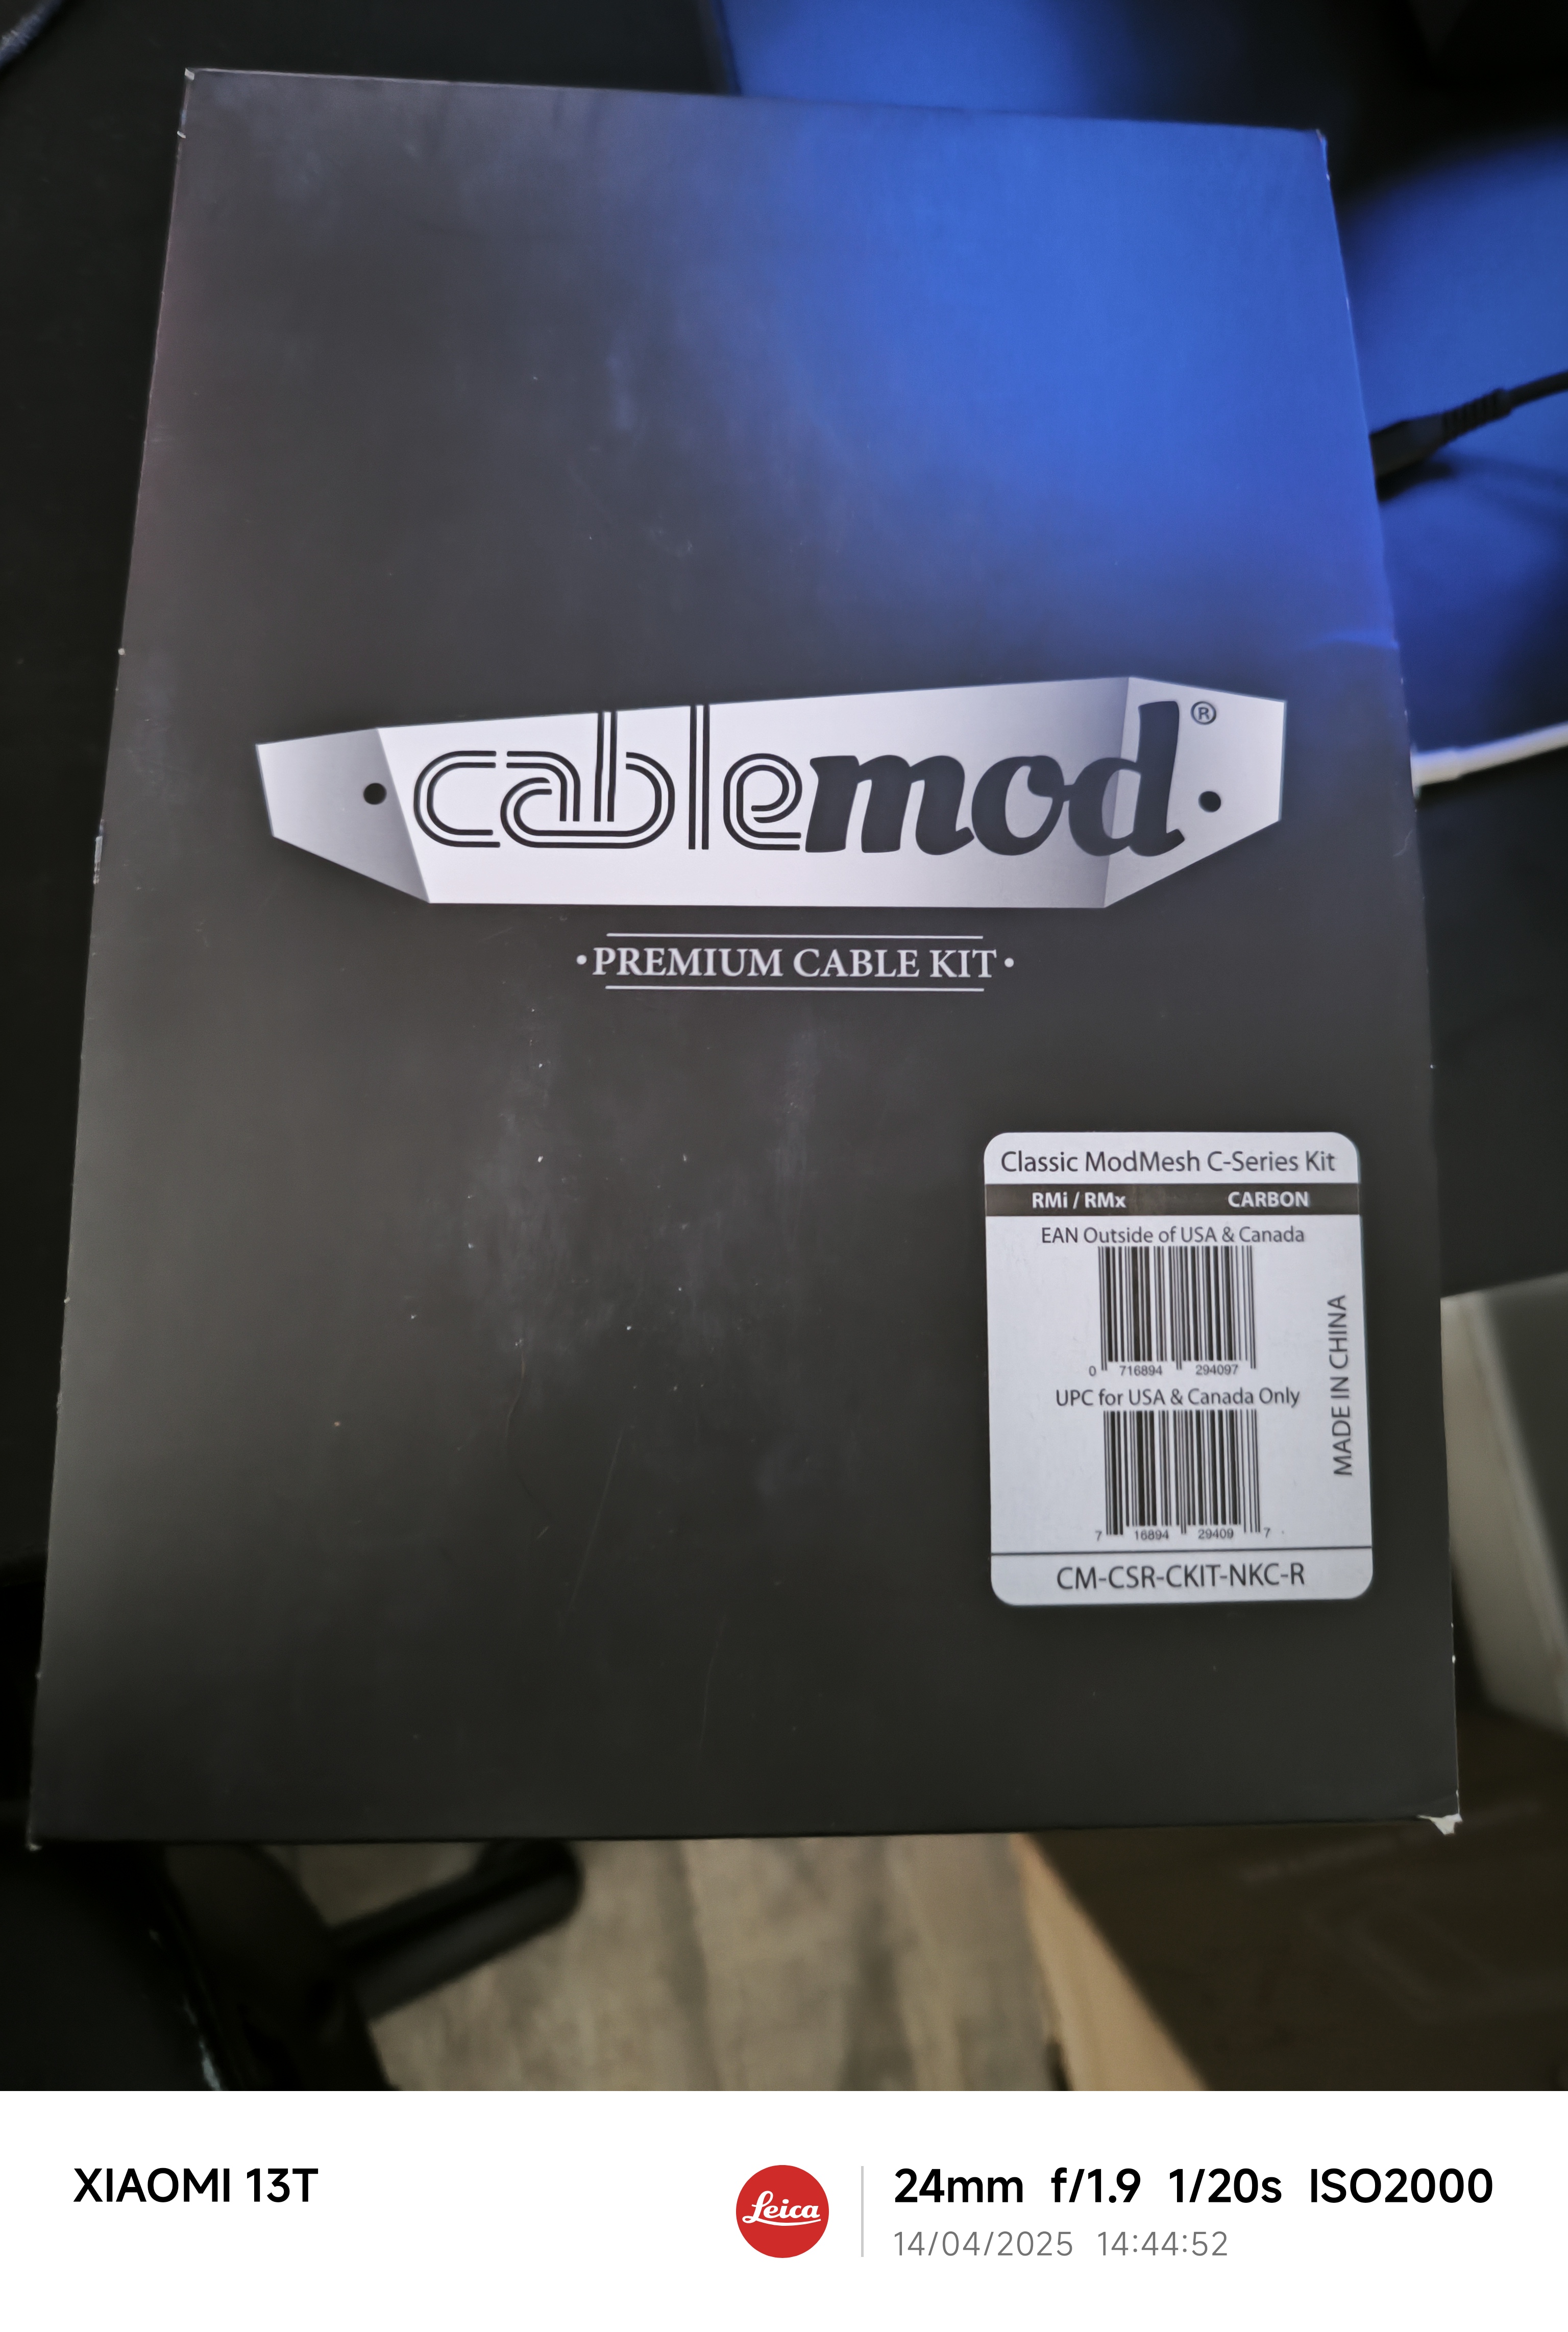 cablemod®
•PREMIUM CABLE KIT•
Classic ModMesh C-Series Kit
RMi / RMx CARBON
EAN Outside of USA & Canada
0 716894 294097
UPC for USA & Canada Only
7 16894 29409 7
MADE IN CHINA
CM-CSR-CKIT-NKC-R
XIAOMI 13T
Leica
24mm f/1.9 1/20s ISO2000
14/04/2025 14:44:52